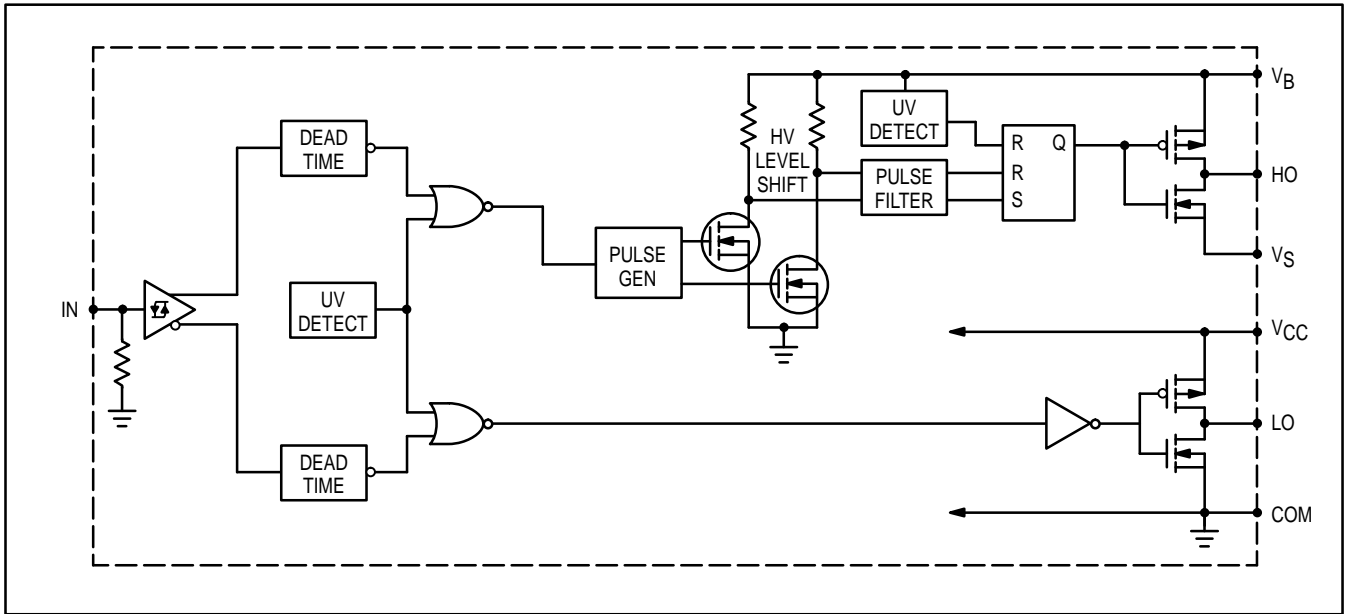 IN
DEAD
TIME
UV
DETECT
DEAD
TIME
PULSE
GEN
HV
LEVEL
SHIFT
UV
DETECT
PULSE
FILTER
R Q
R
S
VB
HO
VS
VCC
LO
COM